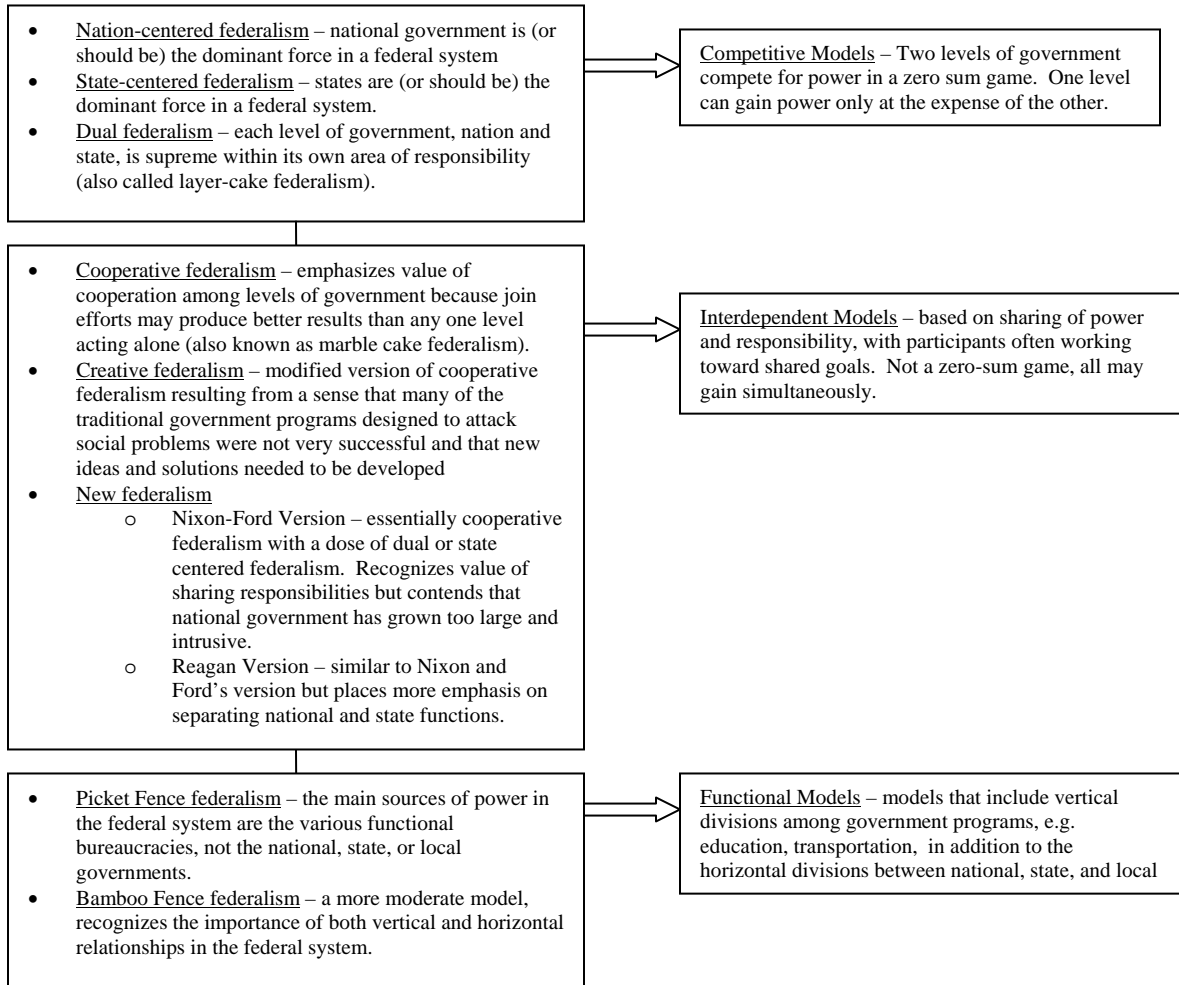 • Nation-centered federalism – national government is (or
should be) the dominant force in a federal system
• State-centered federalism – states are (or should be) the
dominant force in a federal system.
• Dual federalism – each level of government, nation and
state, is supreme within its own area of responsibility
(also called layer-cake federalism).
Competitive Models – Two levels of government
compete for power in a zero sum game. One level
can gain power only at the expense of the other.
• Cooperative federalism – emphasizes value of
cooperation among levels of government because join
efforts may produce better results than any one level
acting alone (also known as marble cake federalism).
• Creative federalism – modified version of cooperative
federalism resulting from a sense that many of the
traditional government programs designed to attack
social problems were not very successful and that new
ideas and solutions needed to be developed
• New federalism
o Nixon-Ford Version – essentially cooperative
federalism with a dose of dual or state
centered federalism. Recognizes value of
sharing responsibilities but contends that
national government has grown too large and
intrusive.
o Reagan Version – similar to Nixon and
Ford's version but places more emphasis on
separating national and state functions.
Interdependent Models – based on sharing of power
and responsibility, with participants often working
toward shared goals. Not a zero-sum game, all may
gain simultaneously.
• Picket Fence federalism – the main sources of power in
the federal system are the various functional
bureaucracies, not the national, state, or local
governments.
• Bamboo Fence federalism – a more moderate model,
recognizes the importance of both vertical and horizontal
relationships in the federal system.
Functional Models – models that include vertical
divisions among government programs, e.g.
education, transportation, in addition to the
horizontal divisions between national, state, and local